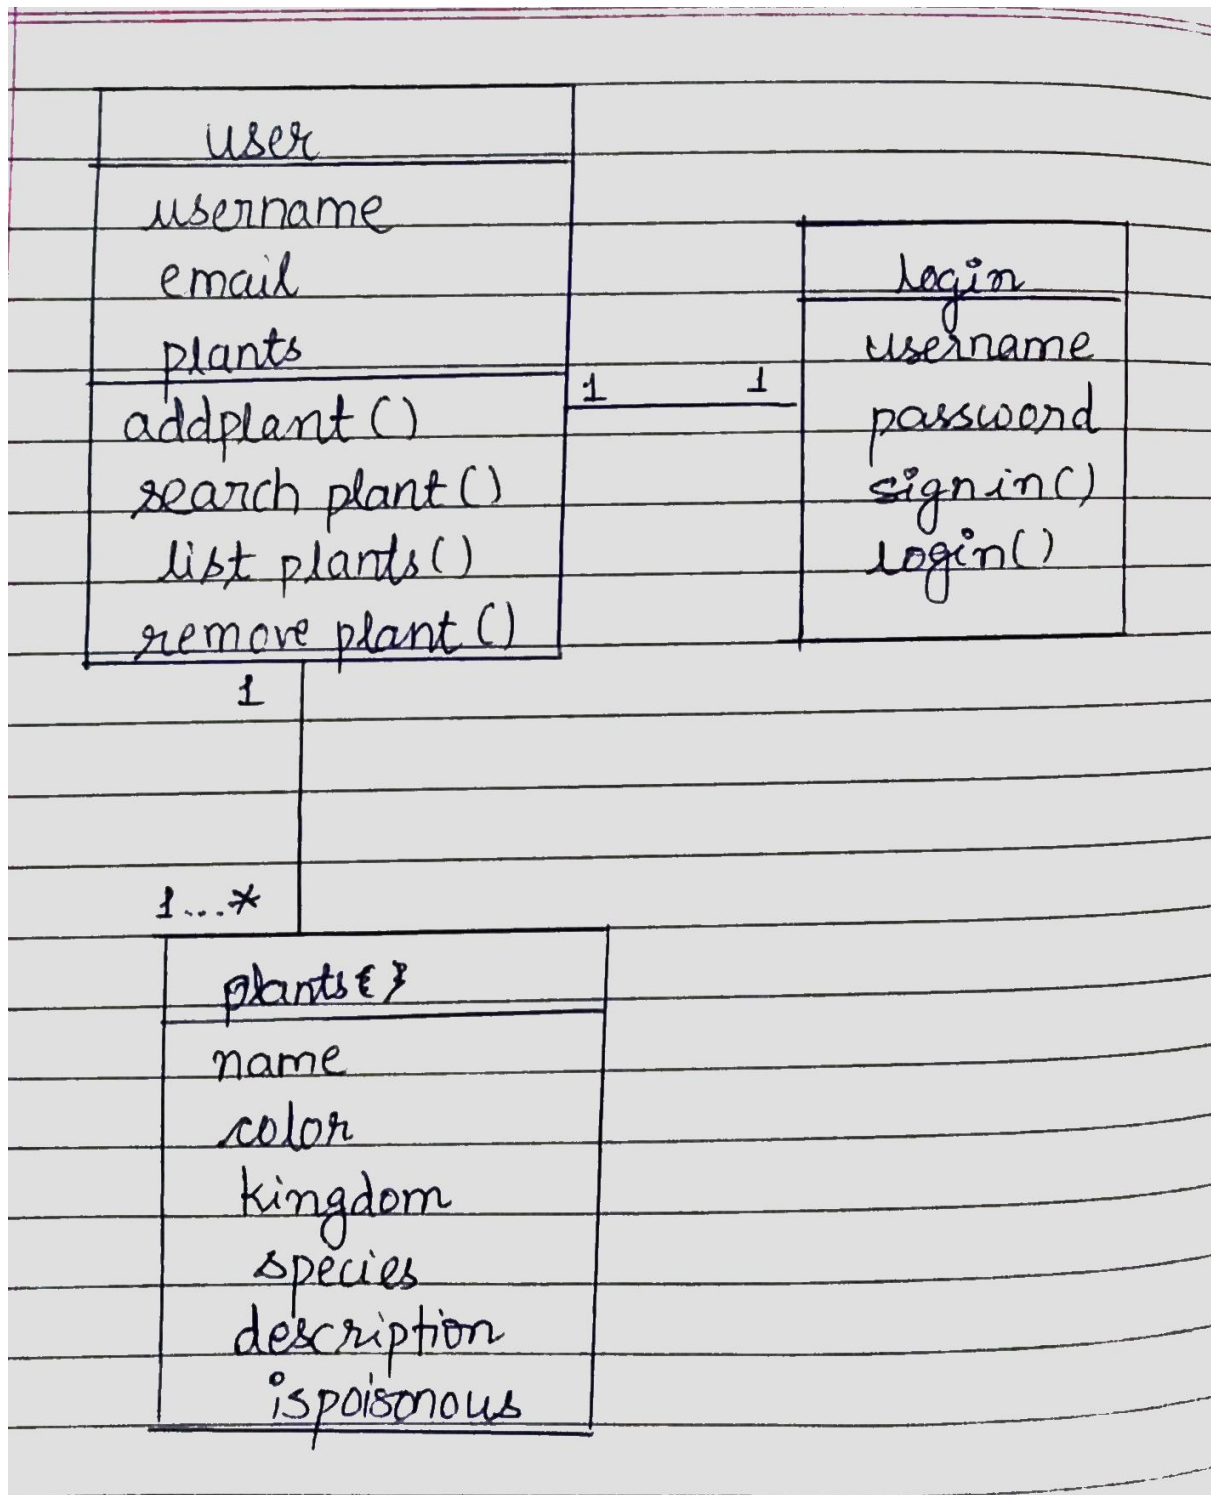 user
username
email
plants
addplant ()
search plant ()
list plants ()
remove plant ()
1 1
login
username
password
signin()
login()
1
1...*
plants{}
name
color
kingdom
species
description
ispoisonous